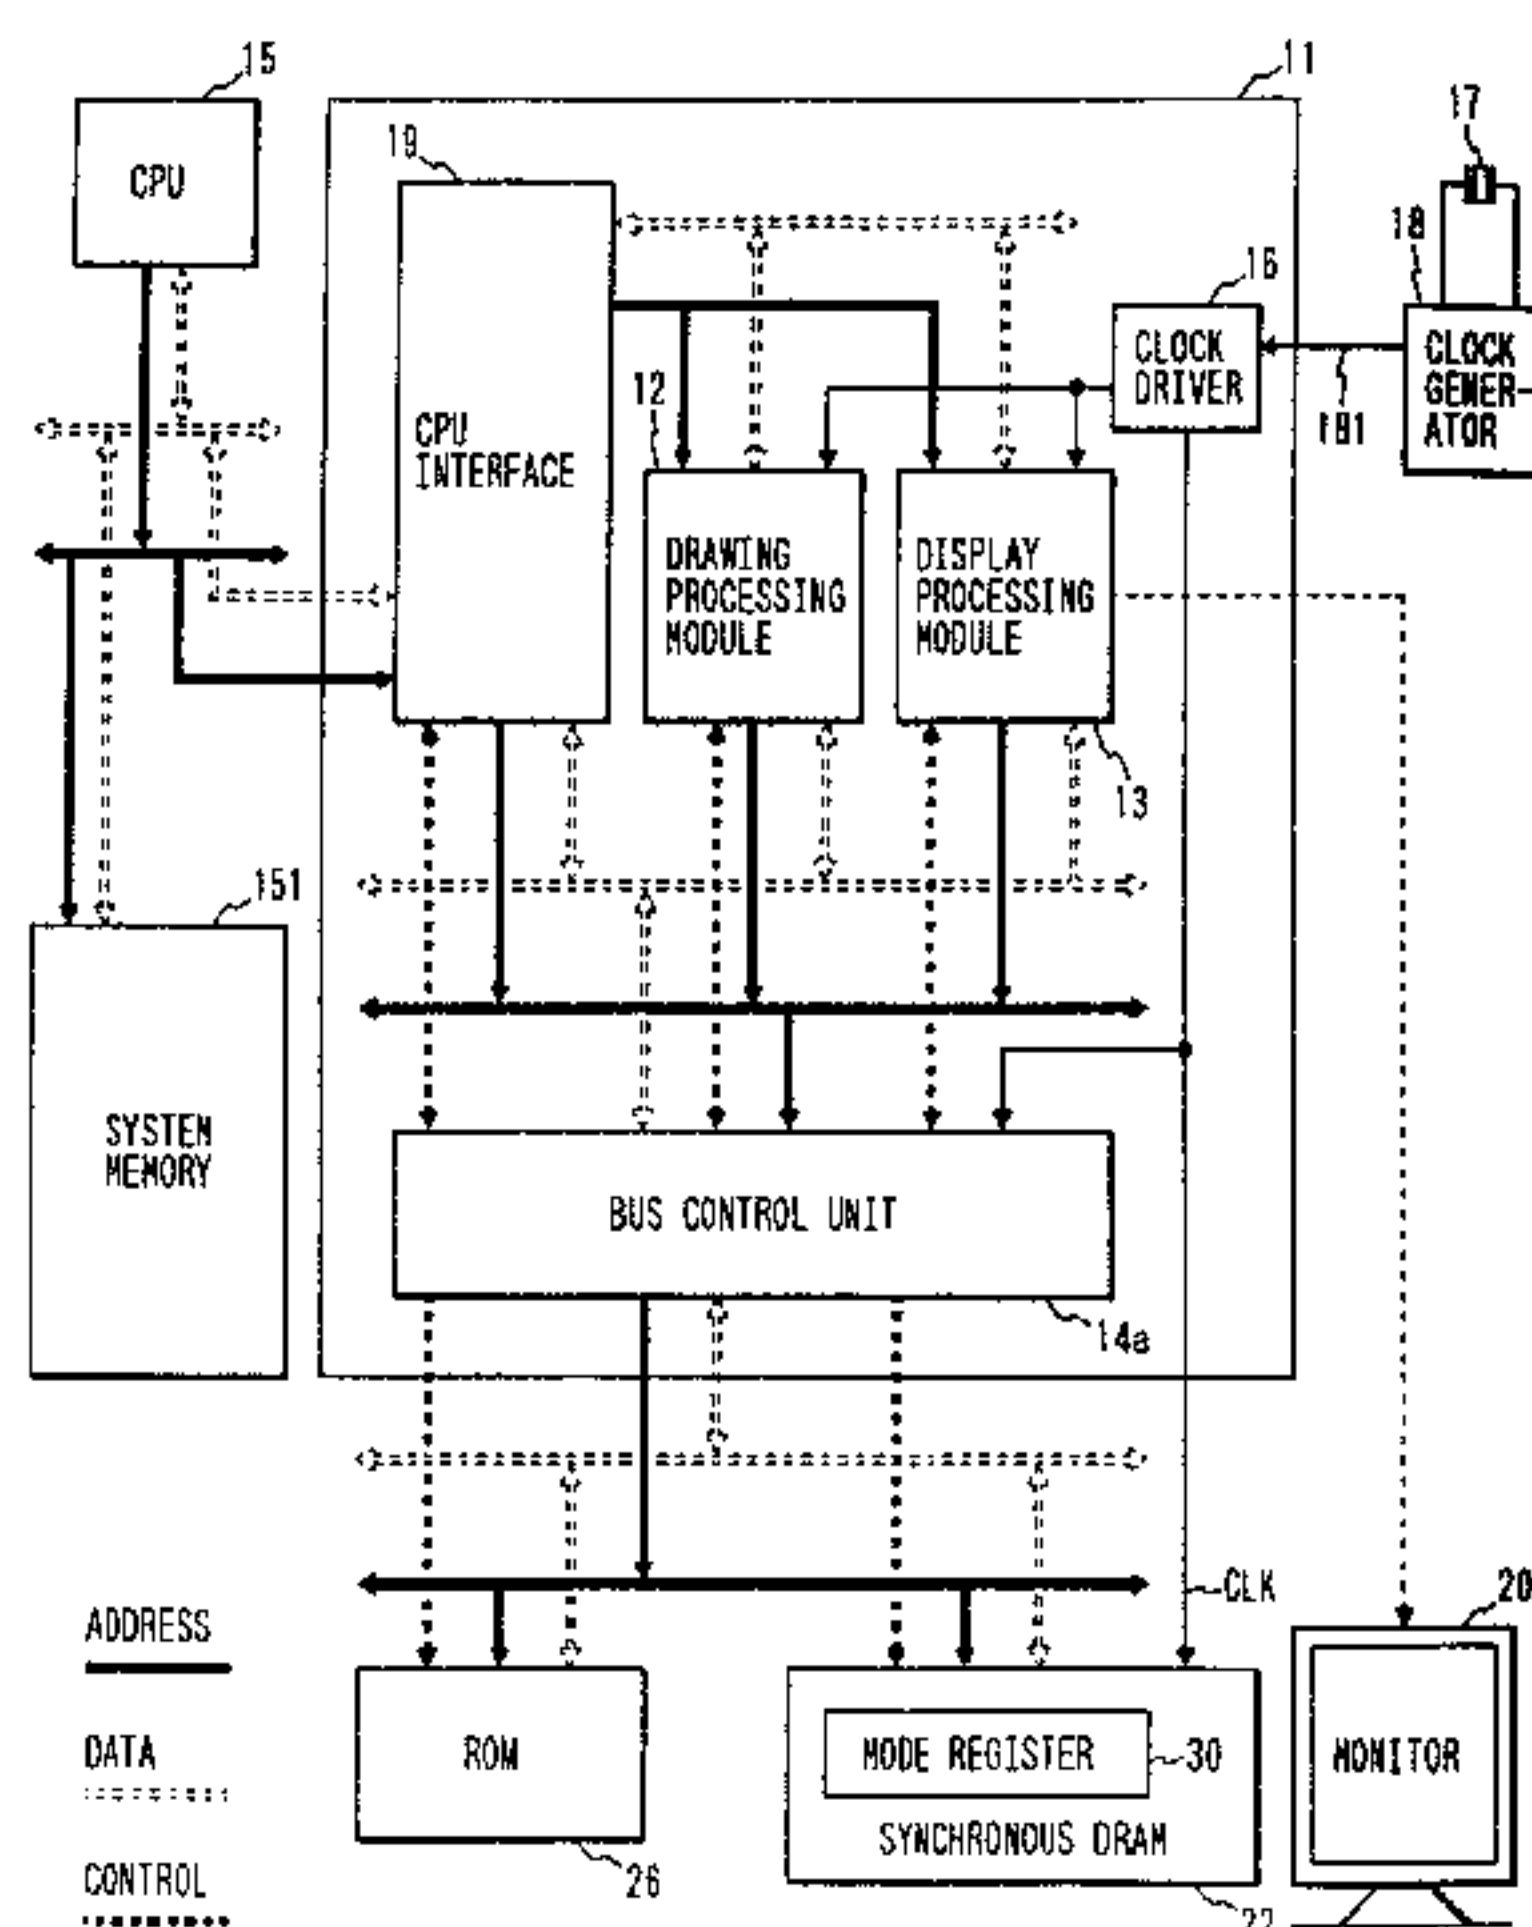 15
11
17
CPU
19
18
16
CLOCK
DRIVER
CLOCK
GENER-
ATOR
181
12
CPU
INTERFACE
DRAWING
PROCESSING
MODULE
DISPLAY
PROCESSING
MODULE
13
151
SYSTEM
MEMORY
BUS CONTROL UNIT
14a
CLK
20
ADDRESS
DATA
CONTROL
ROM
26
MODE REGISTER
30
SYNCHRONOUS DRAM
22
MONITOR